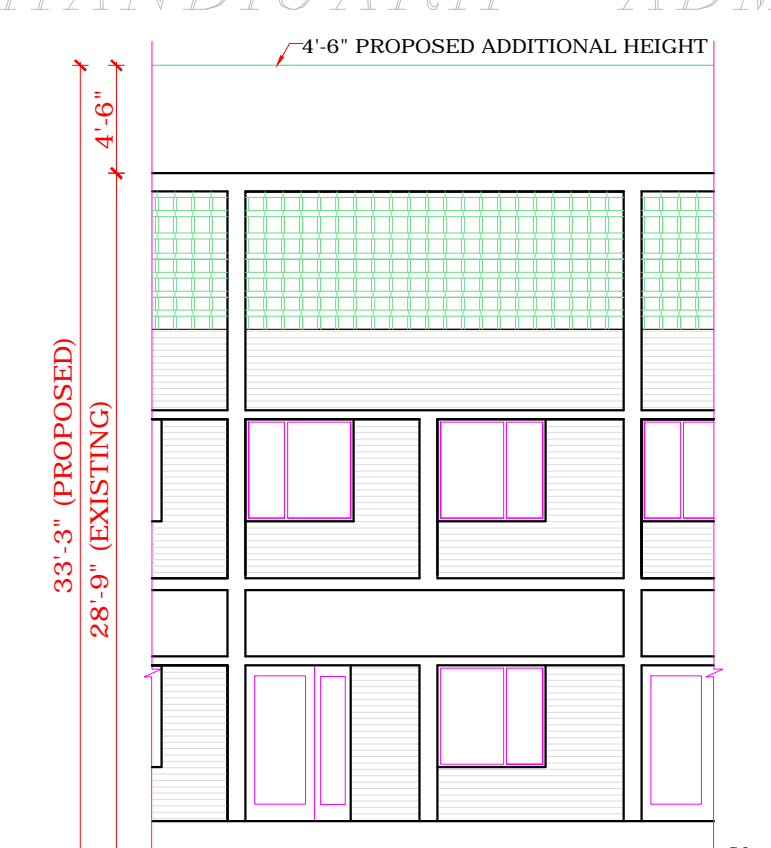 4'-6" PROPOSED ADDITIONAL HEIGHT
4'-6"
33'-3" (PROPOSED)
28'-9" (EXISTING)